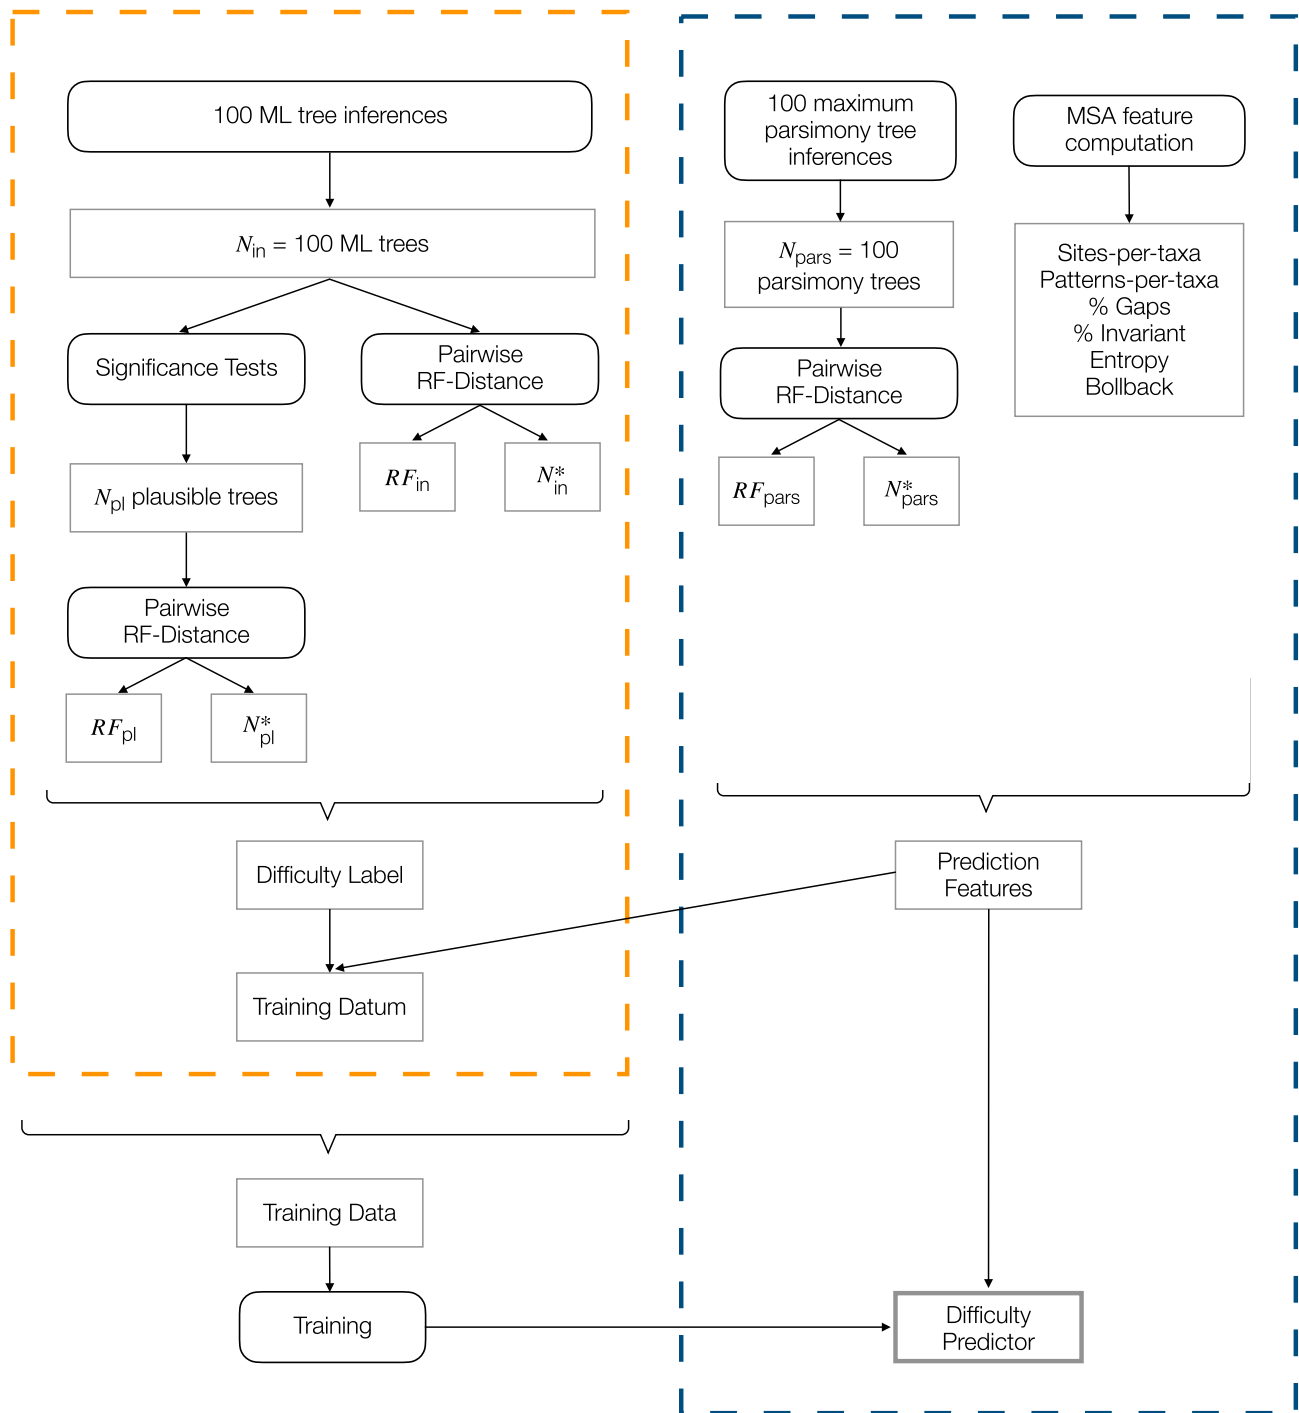 100 ML tree inferences
N_in = 100 ML trees
Significance Tests
Pairwise
RF-Distance
RF_in
N*_in
N_pl plausible trees
Pairwise
RF-Distance
RF_pl
N*_pl
Difficulty Label
Training Datum
Training Data
Training
100 maximum
parsimony tree
inferences
N_pars = 100
parsimony trees
Pairwise
RF-Distance
RF_pars
N*_pars
MSA feature
computation
Sites-per-taxa
Patterns-per-taxa
% Gaps
% Invariant
Entropy
Bollback
Prediction
Features
Difficulty
Predictor